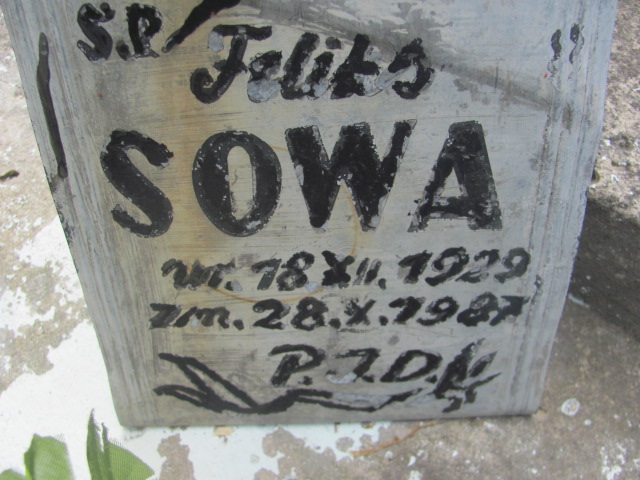 Ś.P
Feliks
SOWA
ur. 18 XII. 1929
zm. 28. X. 1987
P.J.D.N